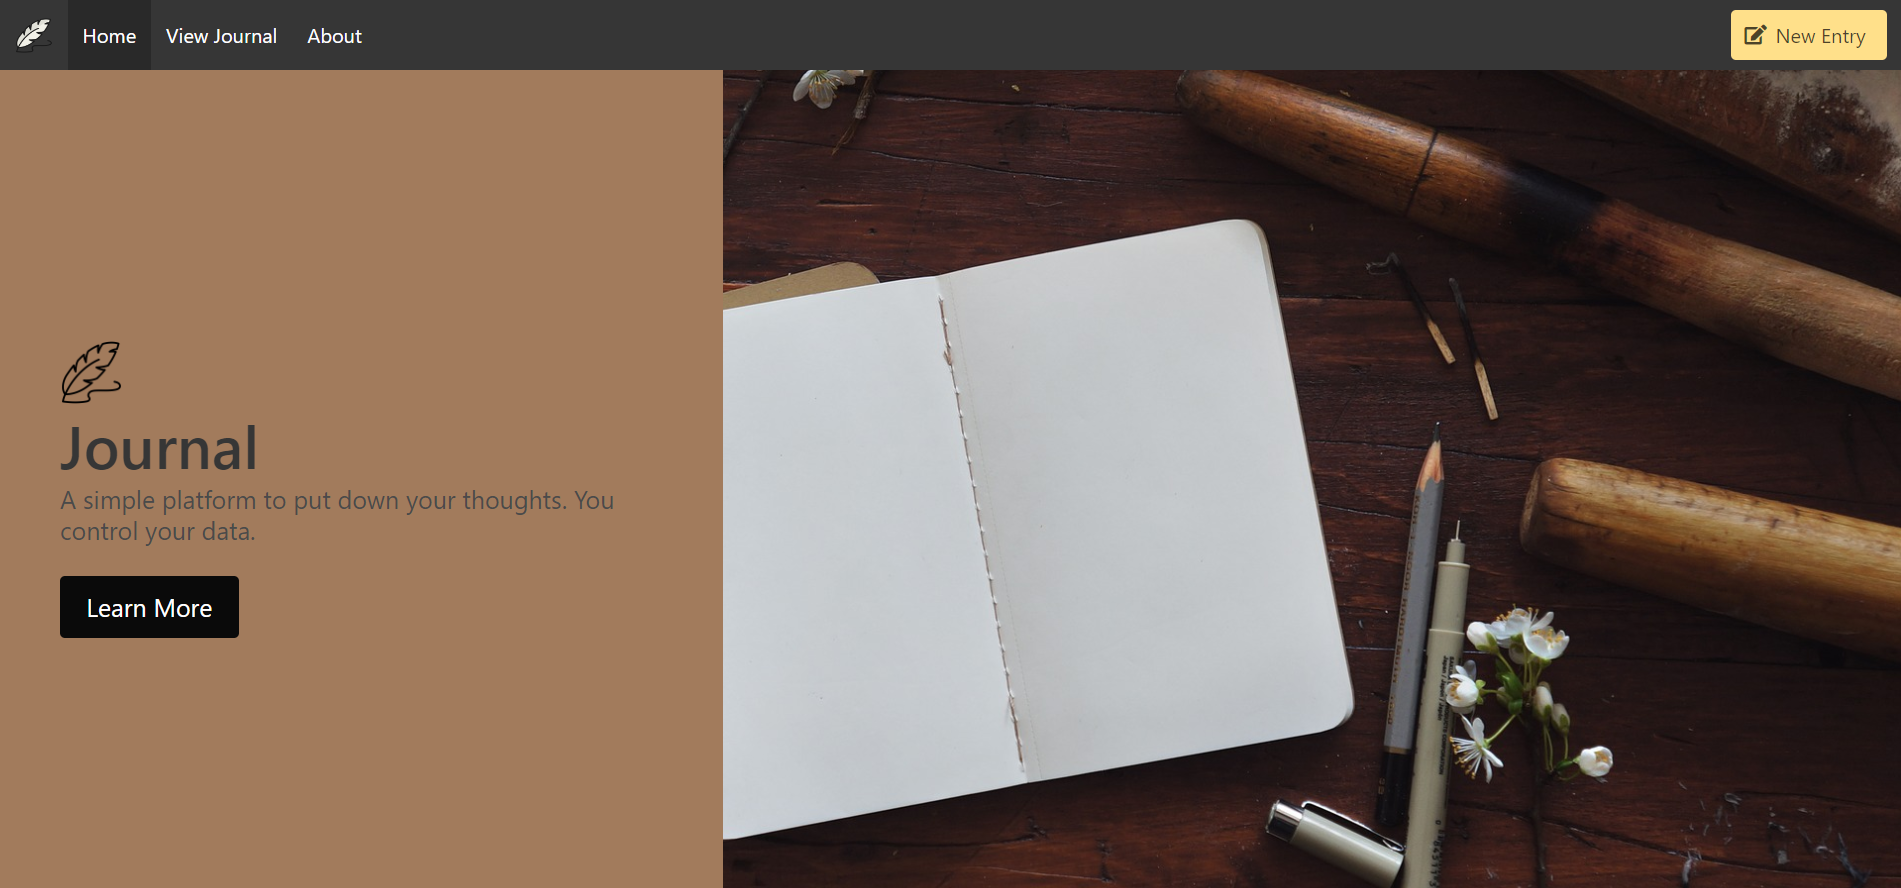 Home View Journal About New Entry
Journal
A simple platform to put down your thoughts. You
control your data.
Learn More